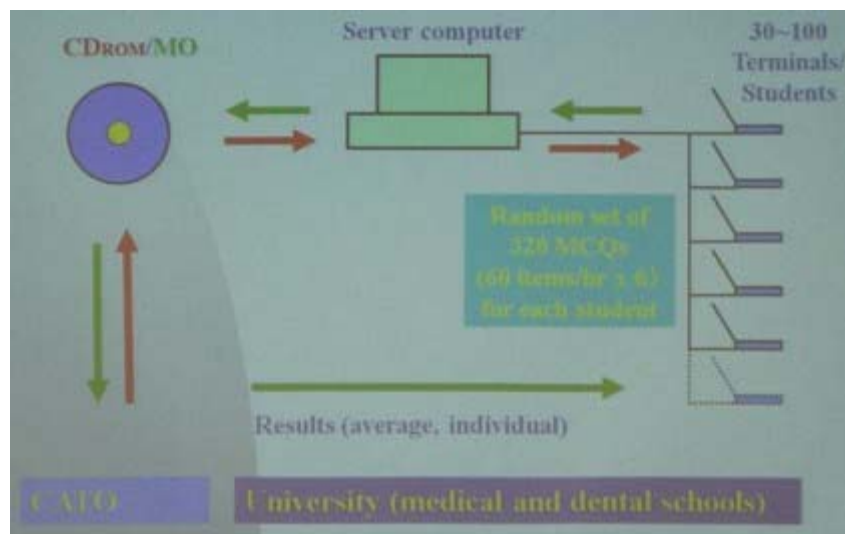 CDROM/MO
Server computer
30~100
Terminals/
Students
Random set of
320 MCQs
(60 items/hr x 6)
for each student
Results (average, individual)
CATO
University (medical and dental schools)